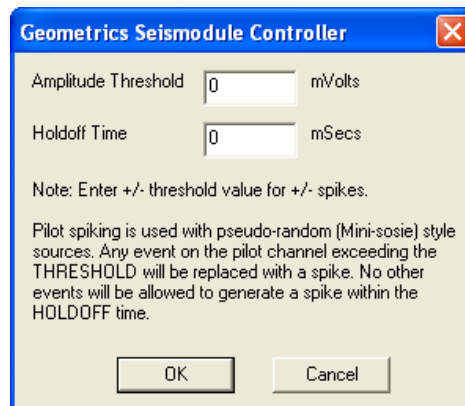 Geometrics Seismodule Controller
Amplitude Threshold 0 mVolts
Holdoff Time 0 mSecs
Note: Enter +/- threshold value for +/- spikes.
Pilot spiking is used with pseudo-random (Mini-sosie) style
sources. Any event on the pilot channel exceeding the
THRESHOLD will be replaced with a spike. No other
events will be allowed to generate a spike within the
HOLDOFF time.
OK Cancel